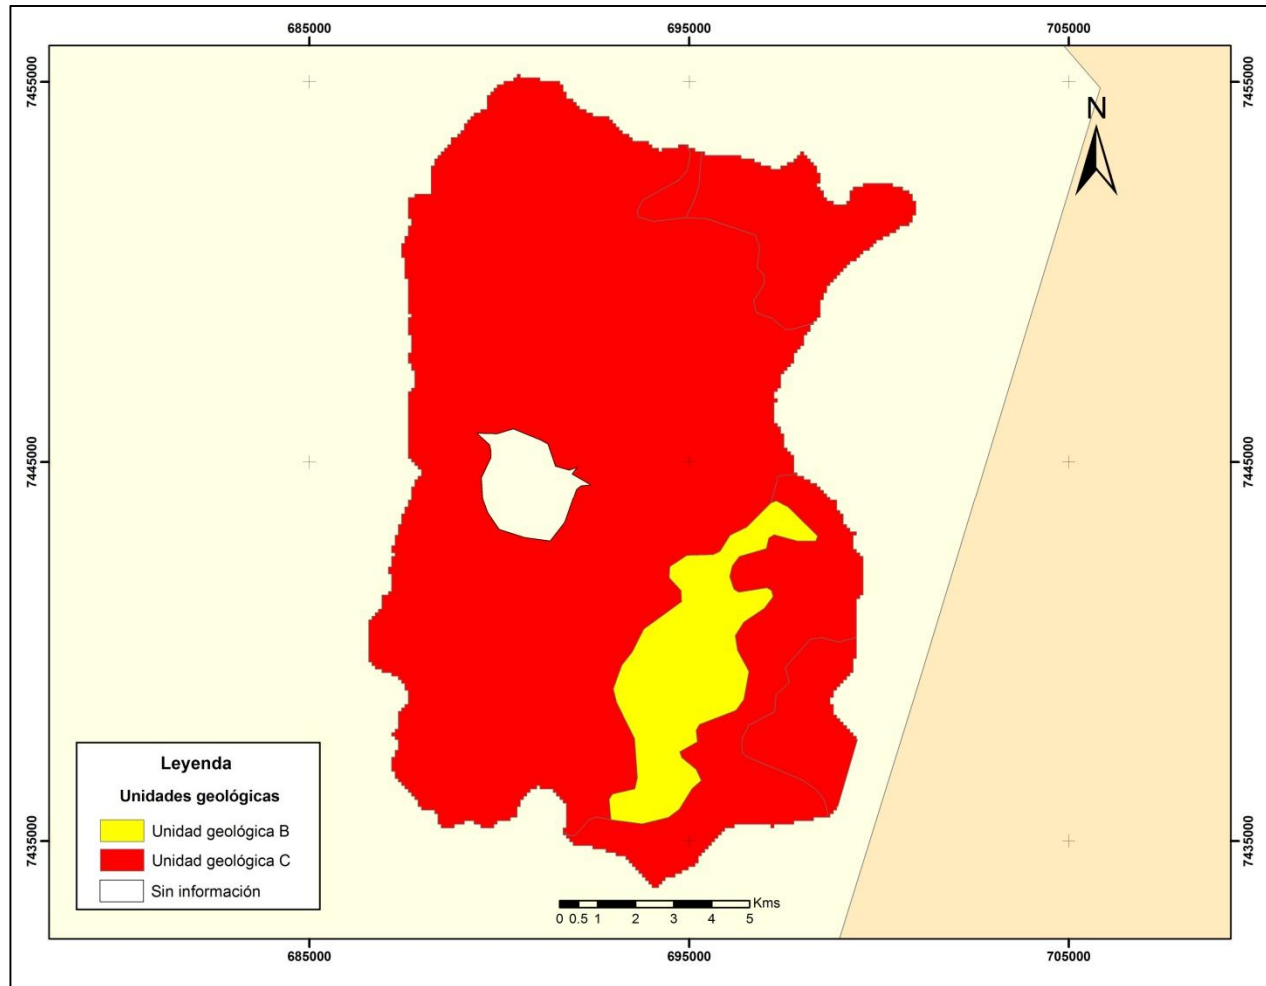 685000 695000 705000
7455000 7455000
N
7445000 7445000
Leyenda
Unidades geológicas
Unidad geológica B
Unidad geológica C
Sin información
7435000 7435000
Kms
0 0.5 1 2 3 4 5
685000 695000 705000